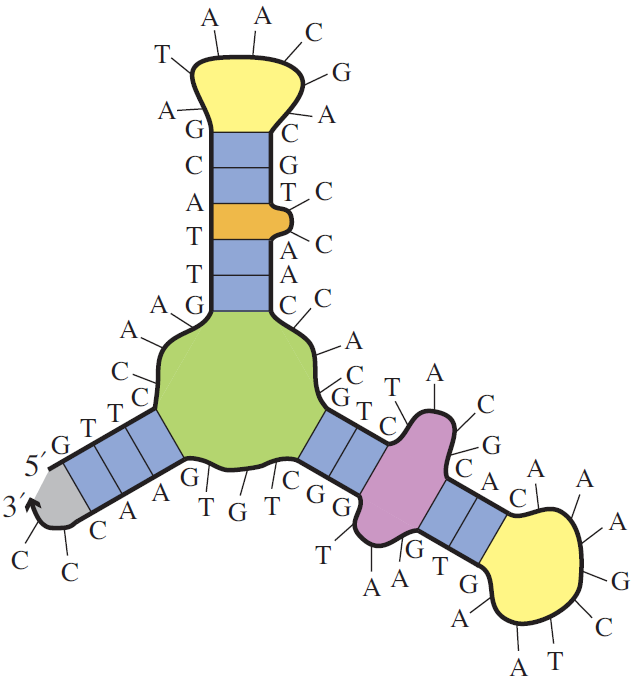 5′
G T T C
C A A
G T T A C G
A T A A C G A
C G T C C A A C
C A C
G T C
T A C G
C A C
A A A G C T A A
G T G
A A T
G G C
T G T
G A A C
C C
3′